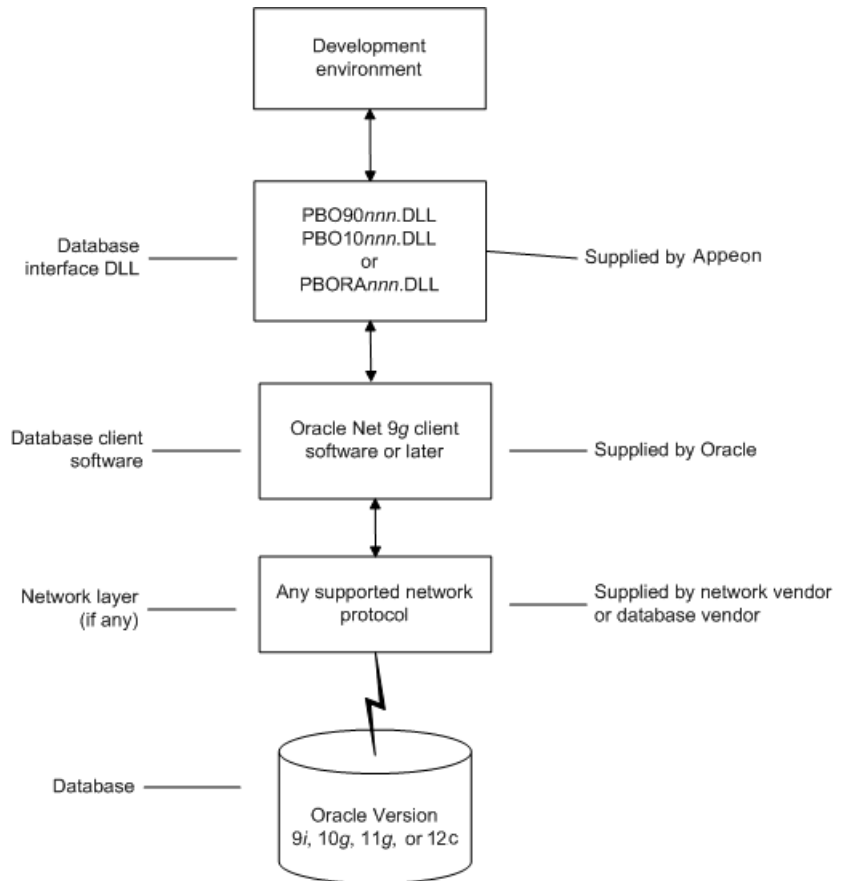 Development
environment
PBO90nnn.DLL
PBO10nnn.DLL
or
PBORAnnn.DLL
Database
interface DLL
Supplied by Appeon
Oracle Net 9g client
software or later
Database client
software
Supplied by Oracle
Any supported network
protocol
Network layer
(if any)
Supplied by network vendor
or database vendor
Database
Oracle Version
9i, 10g, 11g, or 12c